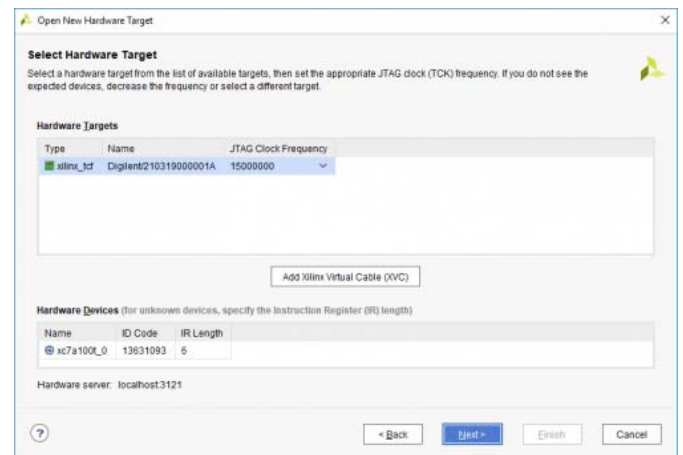 Open New Hardware Target
Select Hardware Target
Select a hardware target from the list of available targets, then set the appropriate JTAG clock (TCK) frequency. If you do not see the
expected devices, decrease the frequency or select a different target.
Hardware Targets
Type Name JTAG Clock Frequency
xilinx_tcf Digilent/210319000001A 15000000
Add Xilinx Virtual Cable (XVC)
Hardware Devices (for unknown devices, specify the Instruction Register (IR) length)
Name ID Code IR Length
xc7a100t_0 13631093 6
Hardware server: localhost:3121
?
< Back
Next >
Finish
Cancel